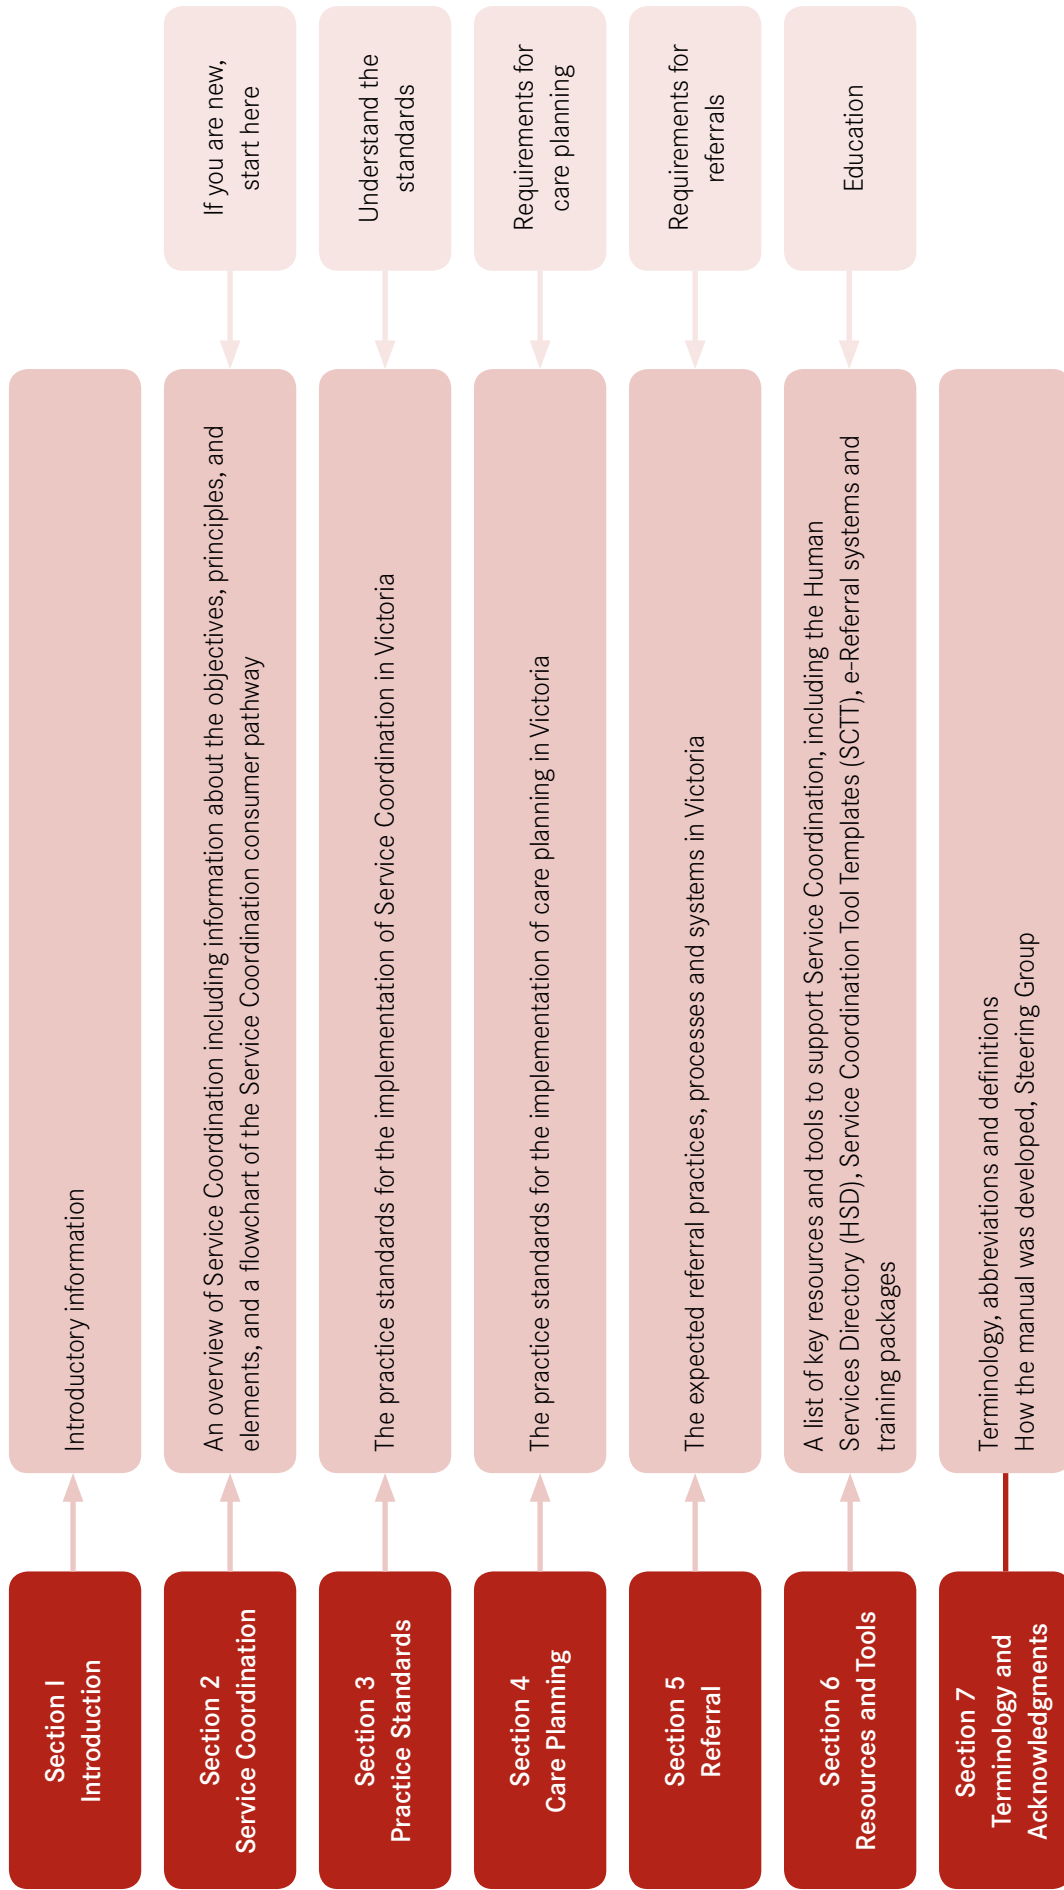 Section 1
Introduction
Introductory information
Section 2
Service Coordination
An overview of Service Coordination including information about the objectives, principles, and
elements, and a flowchart of the Service Coordination consumer pathway
If you are new,
start here
Section 3
Practice Standards
The practice standards for the implementation of Service Coordination in Victoria
Understand the
standards
Section 4
Care Planning
The practice standards for the implementation of care planning in Victoria
Requirements for
care planning
Section 5
Referral
The expected referral practices, processes and systems in Victoria
Requirements for
referrals
Section 6
Resources and Tools
A list of key resources and tools to support Service Coordination, including the Human
Services Directory (HSD), Service Coordination Tool Templates (SCTT), e-Referral systems and
training packages
Education
Section 7
Terminology and
Acknowledgments
Terminology, abbreviations and definitions
How the manual was developed, Steering Group